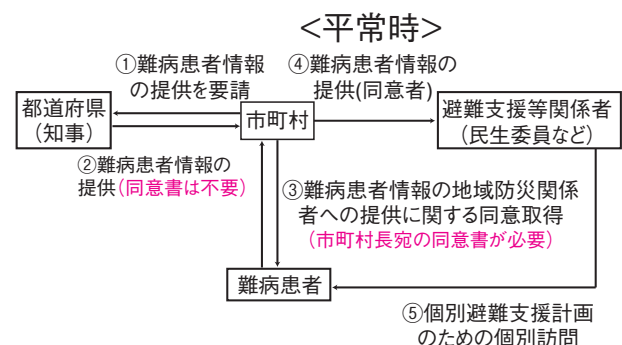 <平常時>
①難病患者情報
の提供を要請
④難病患者情報の
提供(同意者)
都道府県
（知事）
市町村
避難支援等関係者
（民生委員など）
②難病患者情報の
提供（同意書は不要）
③難病患者情報の地域防災関係
者への提供に関する同意取得
（市町村長宛の同意書が必要）
難病患者
⑤個別避難支援計画
のための個別訪問